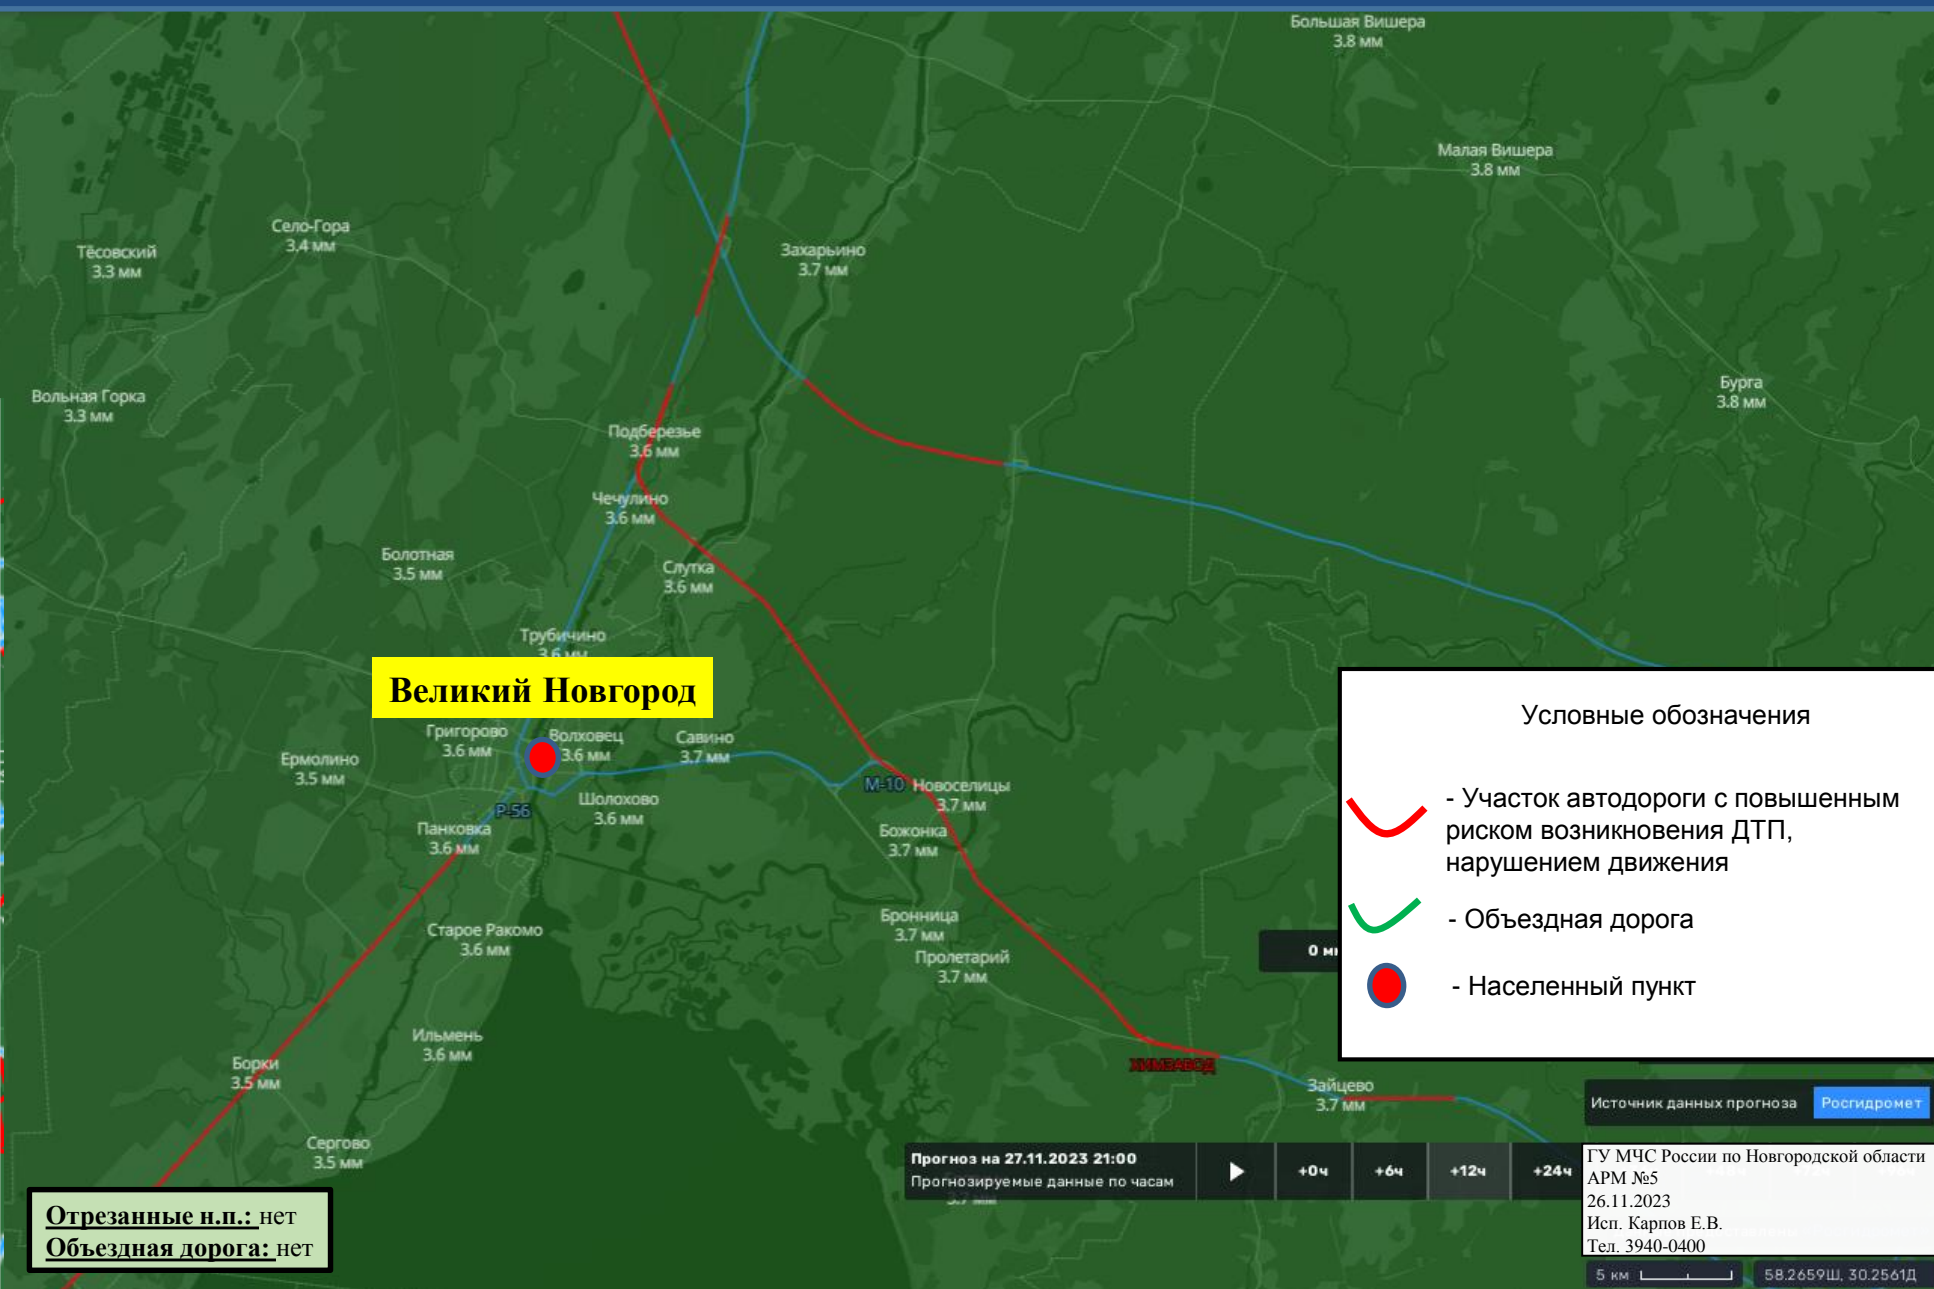 Большая Вишера
3.8 мм
Малая Вишера
3.8 мм
Село-Гора
3.4 мм
Тёсовский
3.3 мм
Захарьино
3.7 мм
Вольная Горка
3.3 мм
Бурга
3.8 мм
Подберезье
3.6 мм
Чечулино
3.6 мм
Болотная
3.5 мм
Слутка
3.6 мм
Трубичино
3.6 мм
Великий Новгород
Григорово
3.6 мм
Волховец
3.6 мм
Савино
3.7 мм
Ермолино
3.5 мм
М-10
Новоселицы
3.7 мм
Р-56
Шолохово
3.6 мм
Панковка
3.6 мм
Божонка
3.7 мм
Бронница
3.7 мм
Старое Ракомо
3.6 мм
Пролетарий
3.7 мм
Ильмень
3.6 мм
Борки
3.5 мм
ХИМЗАВОД
Зайцево
3.7 мм
Сергово
3.5 мм
Условные обозначения
- Участок автодороги с повышенным
риском возникновения ДТП,
нарушением движения
- Объездная дорога
- Населенный пункт
0 мм
Источник данных прогноза Росгидромет
Прогноз на 27.11.2023 21:00
Прогнозируемые данные по часам
+0ч +6ч +12ч +24ч
3.7 мм
ГУ МЧС России по Новгородской области
АРМ №5
26.11.2023
Исп. Карпов Е.В.
Тел. 3940-0400
5 км
58.2659Ш, 30.2561Д
Отрезанные н.п.: нет
Объездная дорога: нет